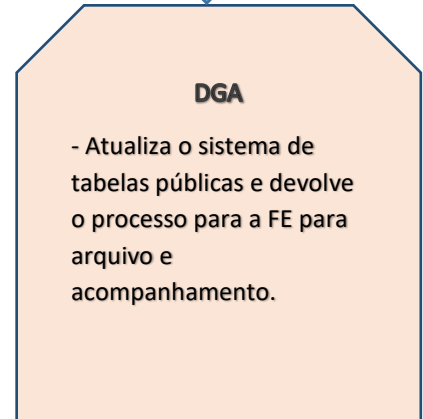 DGA
- Atualiza o sistema de
tabelas públicas e devolve
o processo para a FE para
arquivo e
acompanhamento.